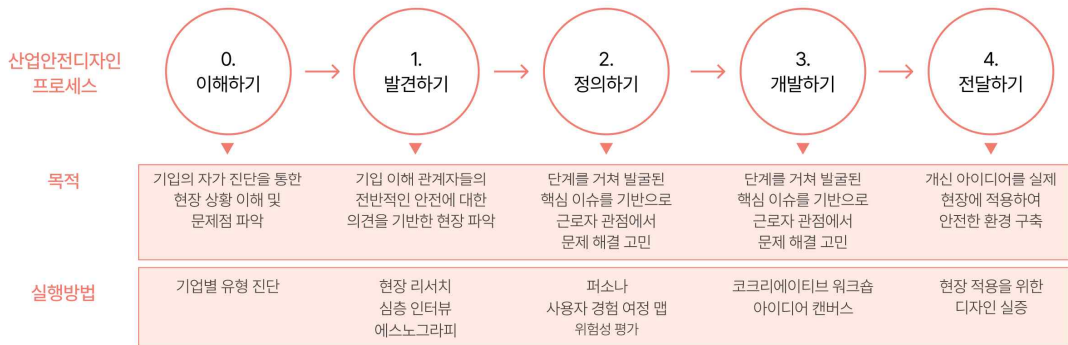 산업안전디자인
프로세스
0.
이해하기
1.
발견하기
2.
정의하기
3.
개발하기
4.
전달하기
목적
기입의 자가 진단을 통한
현장 상황 이해 및
문제점 파악
기입 이해 관계자들의
전반적인 안전에 대한
의견을 기반한 현장 파악
단계를 거쳐 빌굴된
핵심 이슈를 기반으로
근로자 관점에서
문제 해결 고민
단계를 거쳐 빌굴된
핵심 이슈를 기반으로
근로자 관점에서
문제 해결 고민
개신 아이디어를 실제
현장에 적용하여
안전한 환경 구축
실행방법
기업별 유형 진단
현장 리서치
심층 인터뷰
에스노그라피
퍼소나
사용자 경험 여정 맵
위험성 평가
코크리에이티브 워크숍
아이디어 캔버스
현장 적용을 위한
디자인 실증